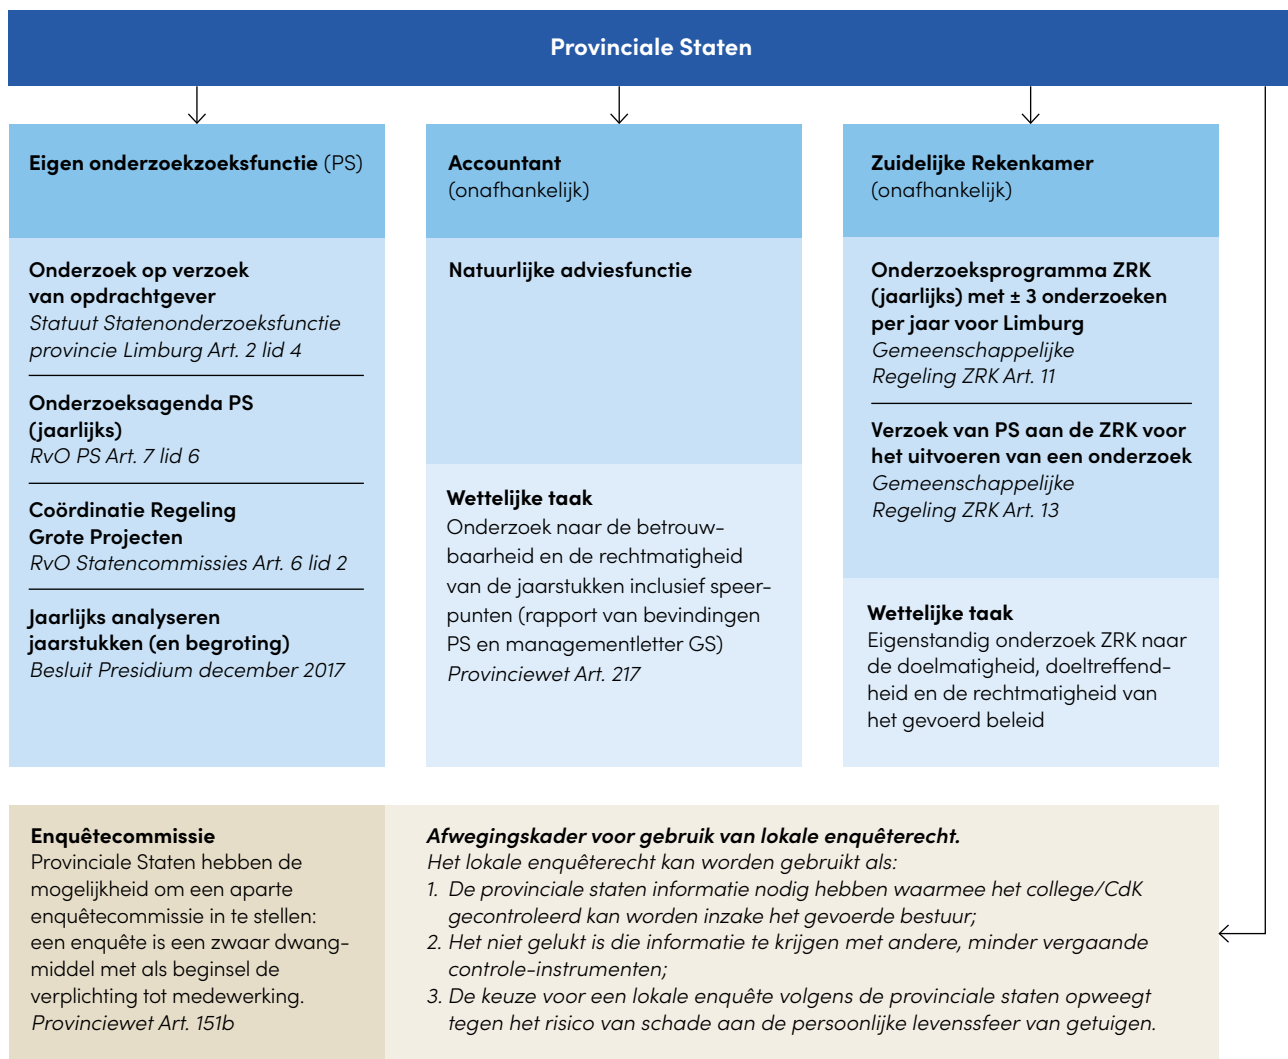 Provinciale Staten
Eigen onderzoekzoeksfunctie (PS)
Onderzoek op verzoek
van opdrachtgever
Statuut Statenonderzoeksfunctie
provincie Limburg Art. 2 lid 4
Onderzoeksagenda PS
(jaarlijks)
RvO PS Art. 7 lid 6
Coördinatie Regeling
Grote Projecten
RvO Statencommissies Art. 6 lid 2
Jaarlijks analyseren
jaarstukken (en begroting)
Besluit Presidium december 2017
Accountant
(onafhankelijk)
Natuurlijke adviesfunctie
Wettelijke taak
Onderzoek naar de betrouw-
baarheid en de rechtmatigheid
van de jaarstukken inclusief speer-
punten (rapport van bevindingen
PS en managementletter GS)
Provinciewet Art. 217
Zuidelijke Rekenkamer
(onafhankelijk)
Onderzoeksprogramma ZRK
(jaarlijks) met ± 3 onderzoeken
per jaar voor Limburg
Gemeenschappelijke
Regeling ZRK Art. 11
Verzoek van PS aan de ZRK voor
het uitvoeren van een onderzoek
Gemeenschappelijke
Regeling ZRK Art. 13
Wettelijke taak
Eigenstandig onderzoek ZRK naar
de doelmatigheid, doeltreffend-
heid en de rechtmatigheid van
het gevoerd beleid
Enquêtecommissie
Provinciale Staten hebben de
mogelijkheid om een aparte
enquêtecommissie in te stellen:
een enquête is een zwaar dwang-
middel met als beginsel de
verplichting tot medewerking.
Provinciewet Art. 151b
Afwegingskader voor gebruik van lokale enquêterecht.
Het lokale enquêterecht kan worden gebruikt als:
1. De provinciale staten informatie nodig hebben waarmee het college/CdK
gecontroleerd kan worden inzake het gevoerde bestuur;
2. Het niet gelukt is die informatie te krijgen met andere, minder vergaande
controle-instrumenten;
3. De keuze voor een lokale enquête volgens de provinciale staten opweegt
tegen het risico van schade aan de persoonlijke levenssfeer van getuigen.